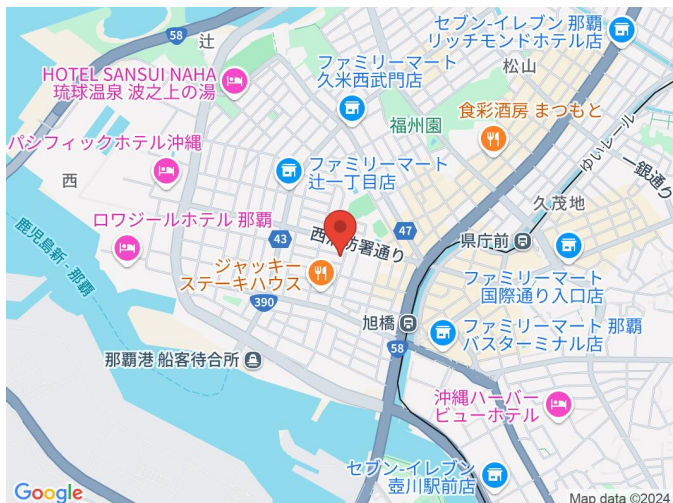 58
辻
セブン-イレブン 那覇
リッチモンドホテル店
松山
HOTEL SANSUI NAHA
琉球温泉 波之上の湯
ファミリーマート
久米西武門店
福州園
食彩酒房 まつもと
ゆいレール
一銀通り
パシフィックホテル沖縄
西
ファミリーマート
辻一丁目店
久茂地
ロワジールホテル 那覇
43
西消防署通り
47
県庁前
鹿児島新 - 那覇
ジャッキー
ステーキハウス
ファミリーマート
国際通り入口店
390
旭橋
ファミリーマート 那覇
バスターミナル店
58
那覇港 船客待合所
沖縄ハーバー
ビューホテル
セブン-イレブン
壺川駅前店
Google
Map data ©2024